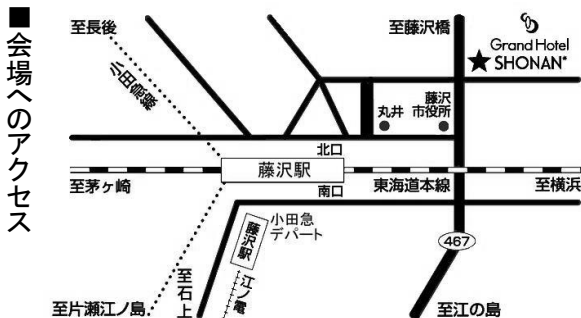 ■会場へのアクセス
至長後
至藤沢橋
Grand Hotel
SHONAN
小田急線
丸井
藤沢
市役所
北口
藤沢駅
至茅ヶ崎
南口
東海道本線
至横浜
小田急
デパート
藤沢駅
江ノ電
467
至石上
至片瀬江ノ島
至江の島